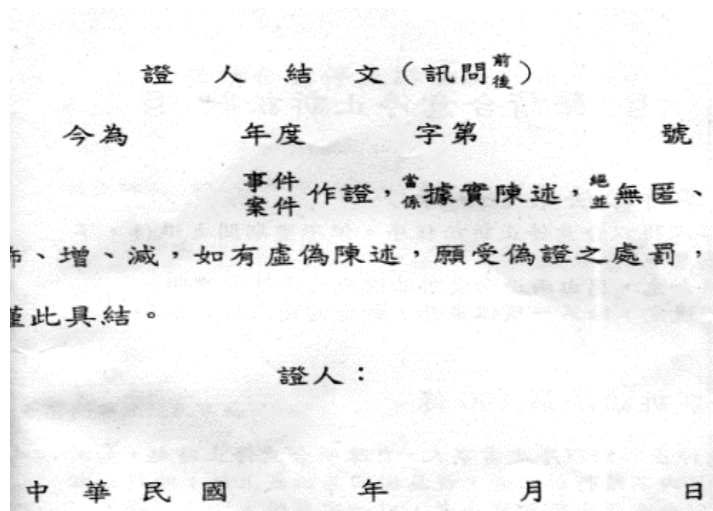 證人結文（訊問前後）
今為 年度 字第 號
事件案件作證，當係據實陳述，絕並無匿、
飾、增、減，如有虛偽陳述，願受偽證之處罰，
謹此具結。
證人：
中華民國 年 月 日